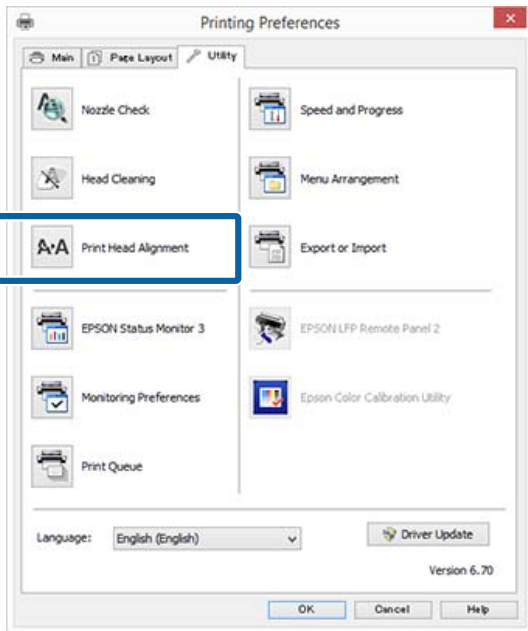 Printing Preferences
Main
Page Layout
Utility
Nozzle Check
Speed and Progress
Head Cleaning
Menu Arrangement
A·A
Print Head Alignment
Export or Import
EPSON Status Monitor 3
EPSON LFP Remote Panel 2
Monitoring Preferences
Epson Color Calibration Utility
Print Queue
Language:
English (English)
Driver Update
Version 6.70
OK
Cancel
Help